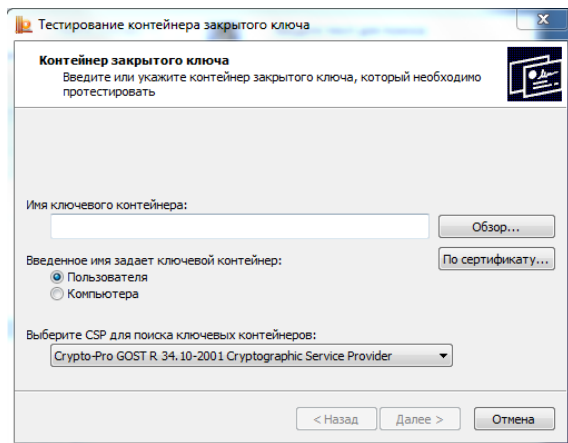 Тестирование контейнера закрытого ключа
Контейнер закрытого ключа
Введите или укажите контейнер закрытого ключа, который необходимо
протестировать
Имя ключевого контейнера:
Обзор...
Введенное имя задает ключевой контейнер:
По сертификату...
Пользователя
Компьютера
Выберите CSP для поиска ключевых контейнеров:
Crypto-Pro GOST R 34.10-2001 Cryptographic Service Provider
< Назад
Далее >
Отмена